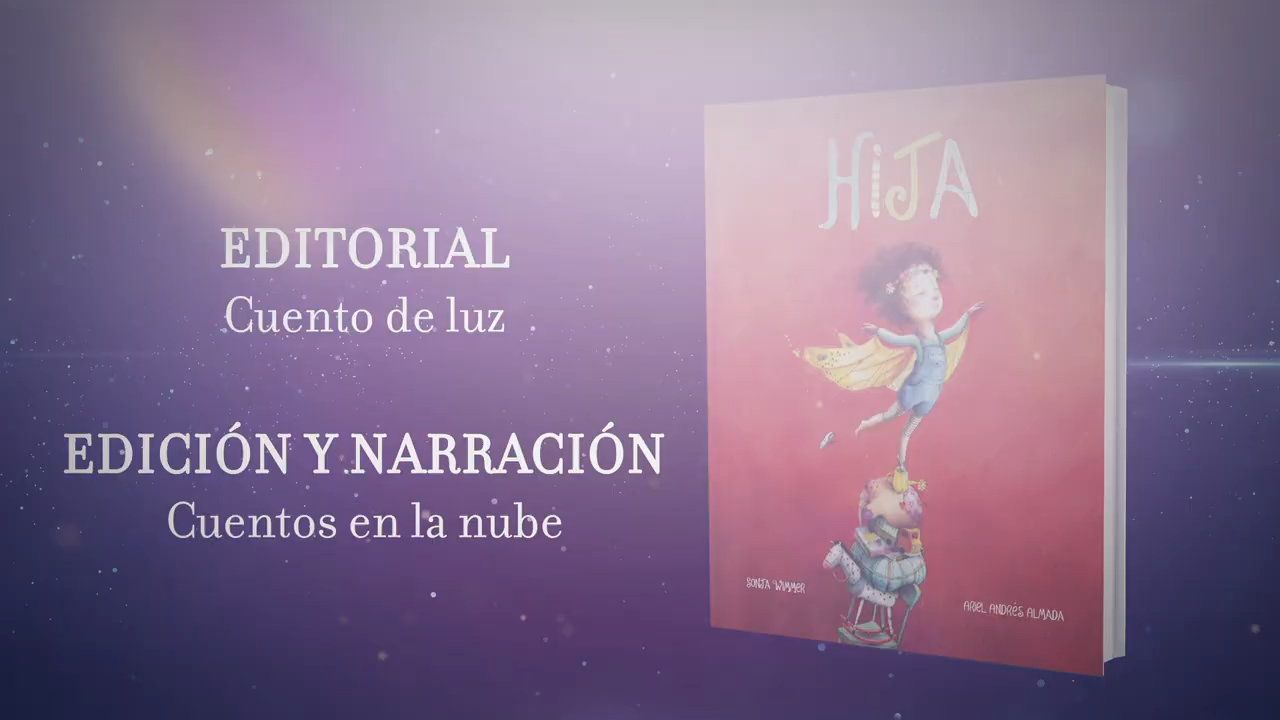 EDITORIAL
Cuento de luz
EDICIÓN Y NARRACIÓN
Cuentos en la nube
HiJA
SONJA WIMMER
ARIEL ANDRÉS ALMADA